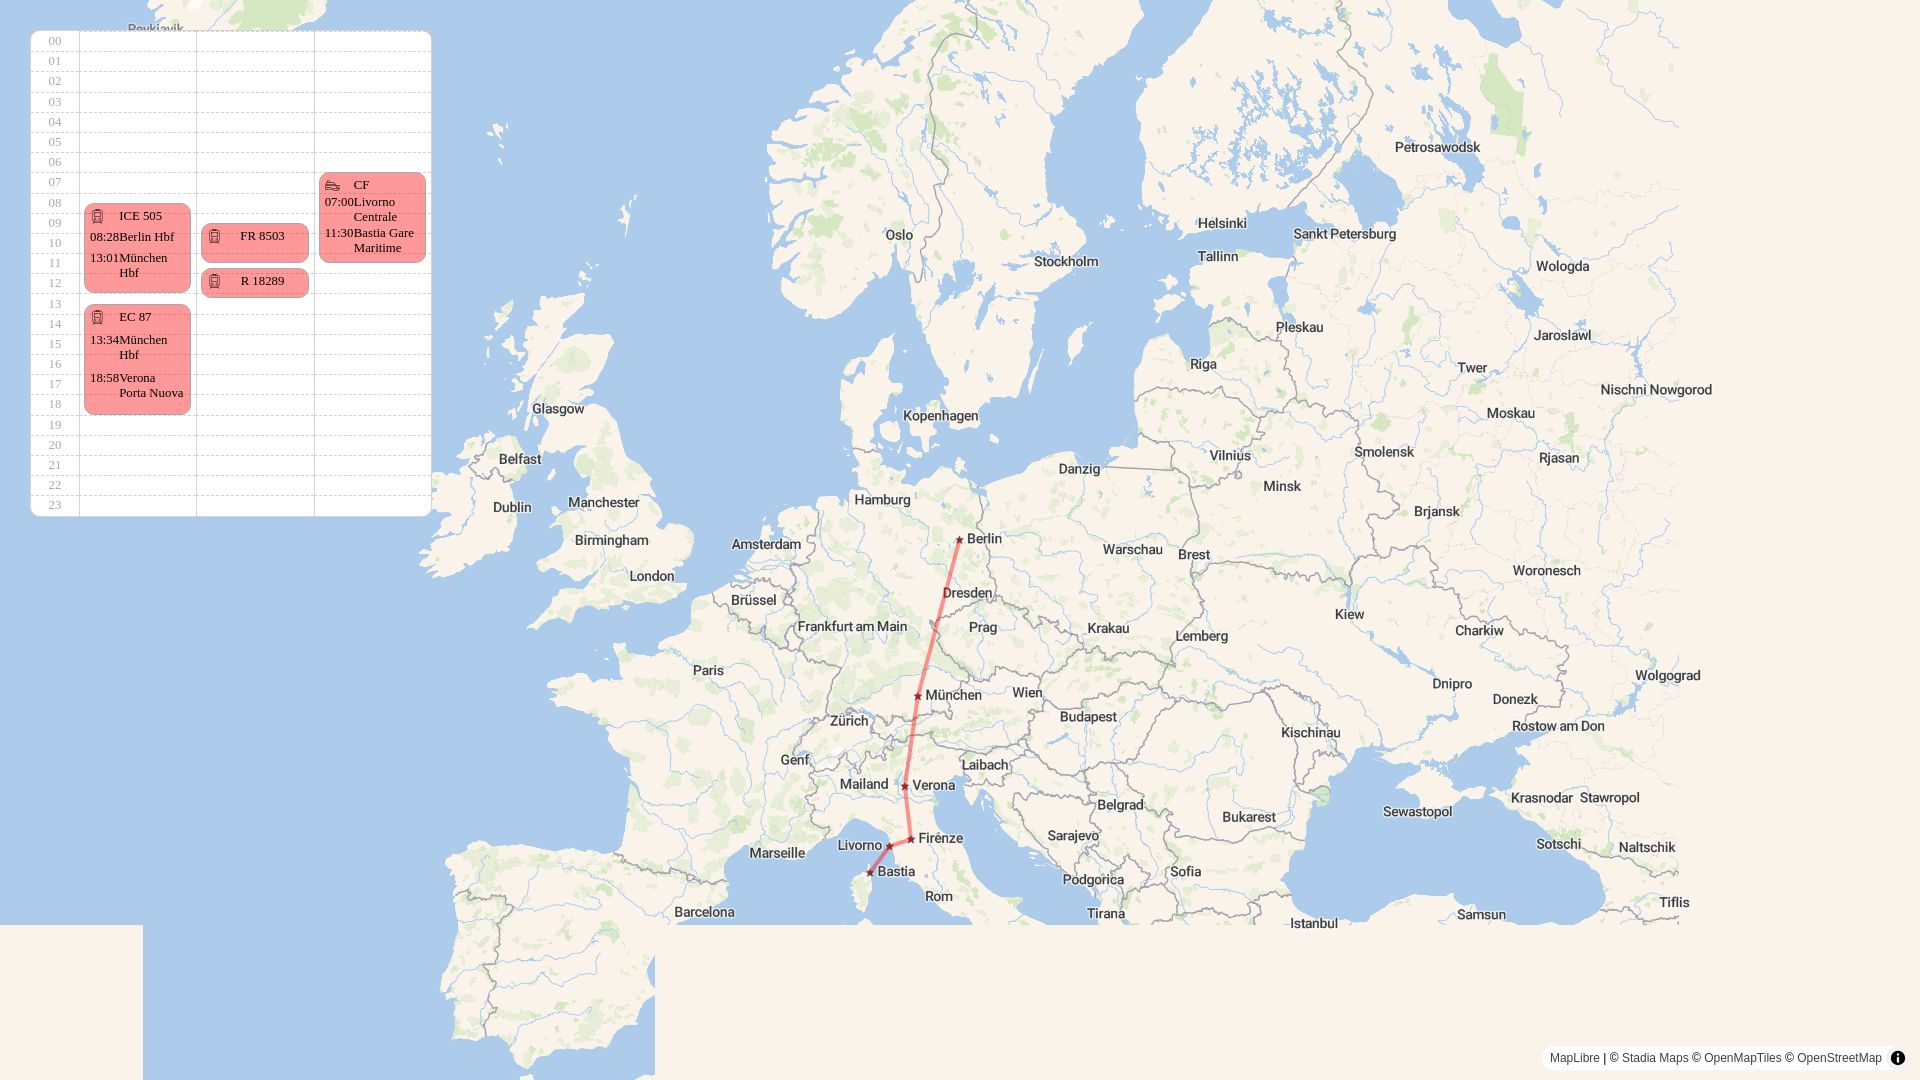 Reykjavik
00
01
02
03
04
05
06
07
08
09
10
11
12
13
14
15
16
17
18
19
20
21
22
23
ICE 505
08:28 Berlin Hbf
13:01 München
Hbf
EC 87
13:34 München
Hbf
18:58 Verona
Porta Nuova
FR 8503
R 18289
CF
07:00 Livorno
Centrale
11:30 Bastia Gare
Maritime
Petrosawodsk
Helsinki
Oslo
Sankt Petersburg
Tallinn
Stockholm
Wologda
Pleskau
Jaroslawl
Riga
Twer
Nischni Nowgorod
Glasgow
Kopenhagen
Moskau
Smolensk
Vilnius
Rjasan
Belfast
Danzig
Minsk
Hamburg
Manchester
Dublin
Brjansk
Berlin
Birmingham
Amsterdam
Warschau
Brest
Woronesch
London
Dresden
Brüssel
Kiew
Frankfurt am Main
Prag
Krakau
Charkiw
Lemberg
Paris
Wolgograd
Dnipro
München
Wien
Donezk
Zürich
Budapest
Rostow am Don
Kischinau
Genf
Laibach
Mailand
Verona
Krasnodar
Stawropol
Belgrad
Sewastopol
Bukarest
Sarajevo
Firenze
Livorno
Sotschi
Naltschik
Marseille
Bastia
Sofia
Podgorica
Rom
Tiflis
Barcelona
Tirana
Samsun
Istanbul
MapLibre | © Stadia Maps © OpenMapTiles © OpenStreetMap